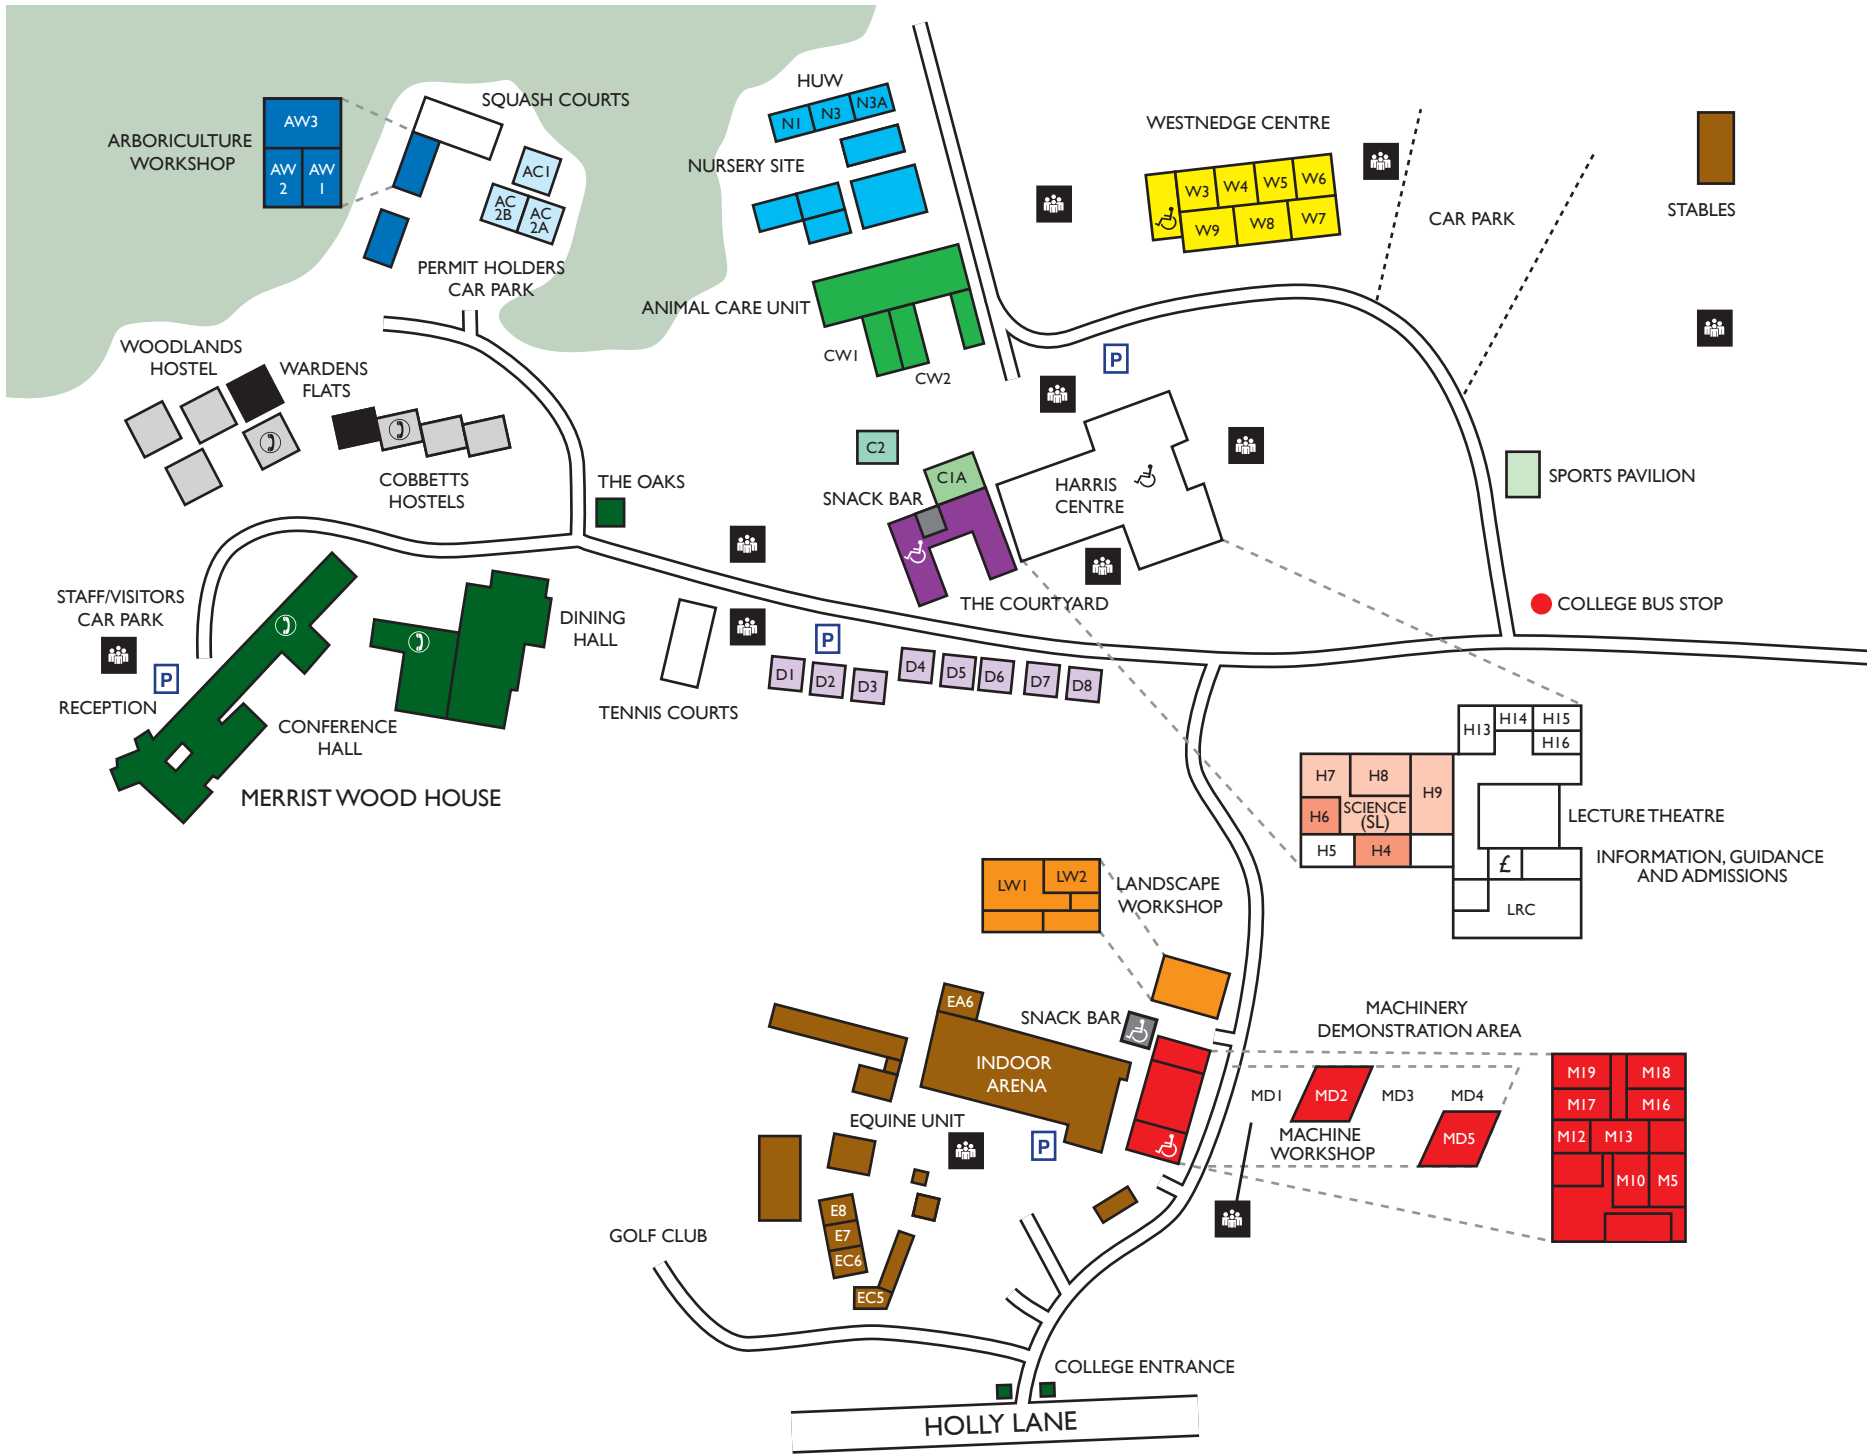 HUW
SQUASH COURTS
N1
N3
N3A
AW3
ARBORICULTURE
WORKSHOP
AW
2
AW
1
AC1
AC
2B
AC
2A
NURSERY SITE
WESTNEDGE CENTRE
W3
W4
W5
W6
W9
W8
W7
CAR PARK
STABLES
PERMIT HOLDERS
CAR PARK
ANIMAL CARE UNIT
CW1
CW2
P
WOODLANDS
HOSTEL
WARDENS
FLATS
COBBETTS
HOSTELS
THE OAKS
C2
C1A
SNACK BAR
HARRIS
CENTRE
SPORTS PAVILION
THE COURTYARD
COLLEGE BUS STOP
STAFF/VISITORS
CAR PARK
P
RECEPTION
DINING
HALL
CONFERENCE
HALL
MERRIST WOOD HOUSE
TENNIS COURTS
P
D1
D2
D3
D4
D5
D6
D7
D8
H13
H14
H15
H16
H7
H8
H9
H6
SCIENCE
(SL)
H5
H4
LECTURE THEATRE
£
INFORMATION, GUIDANCE
AND ADMISSIONS
LRC
LW1
LW2
LANDSCAPE
WORKSHOP
EA6
SNACK BAR
INDOOR
ARENA
MACHINERY
DEMONSTRATION AREA
MD1
MD2
MD3
MD4
MD5
MACHINE
WORKSHOP
M19
M18
M17
M16
M12
M13
M10
M5
EQUINE UNIT
P
E8
E7
EC6
EC5
GOLF CLUB
COLLEGE ENTRANCE
HOLLY LANE